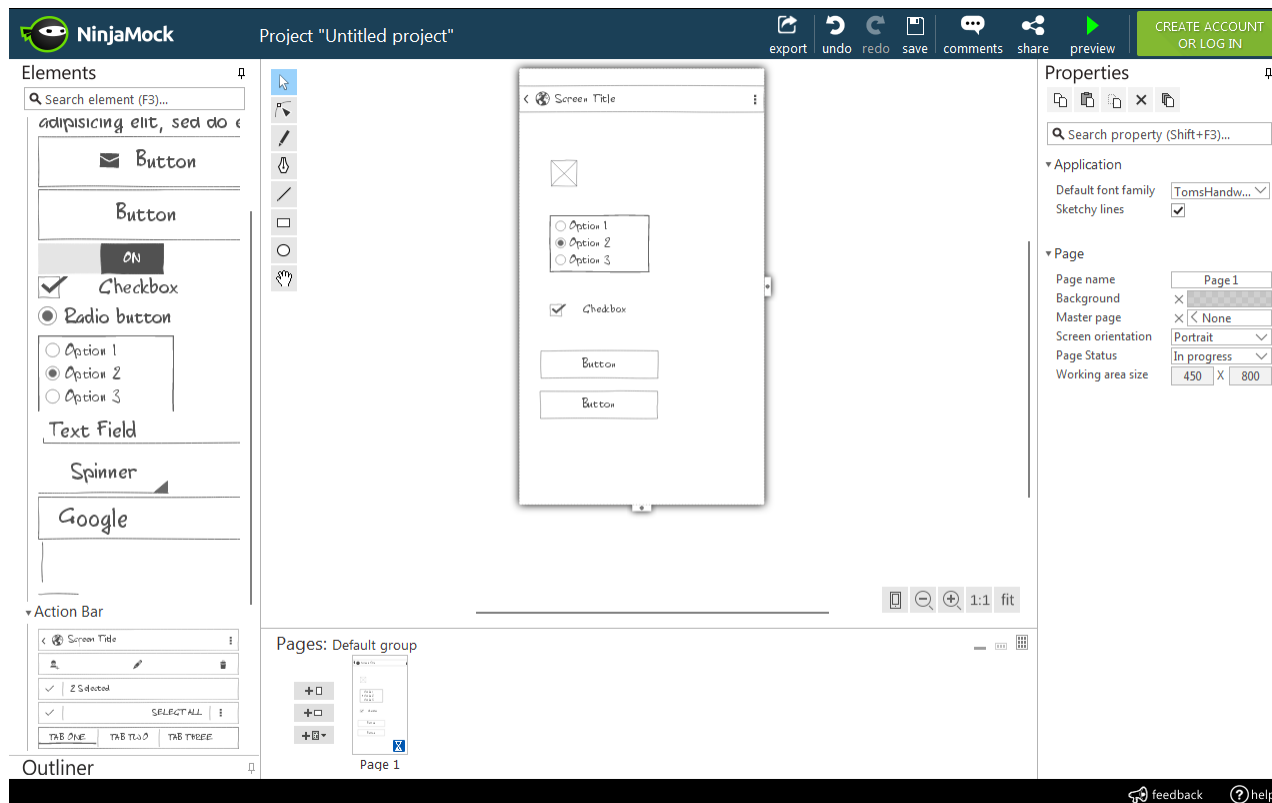 NinjaMock
Project "Untitled project"
export
undo
redo
save
comments
share
preview
CREATE ACCOUNT
OR LOG IN
Elements
Search element (F3)...
adipisicing elit, sed do e
Button
Button
ON
Checkbox
Radio button
Option 1
Option 2
Option 3
Text Field
Spinner
Google
Action Bar
Screen Title
2 Selected
SELECT ALL
TAB ONE TAB TWO TAB THREE
Outliner
Screen Title
Option 1
Option 2
Option 3
Checkbox
Button
Button
1:1
fit
Pages: Default group
Page 1
Properties
Search property (Shift+F3)...
Application
Default font family TomsHandw...
Sketchy lines
Page
Page name Page 1
Background
Master page None
Screen orientation Portrait
Page Status In progress
Working area size 450 X 800
feedback
help